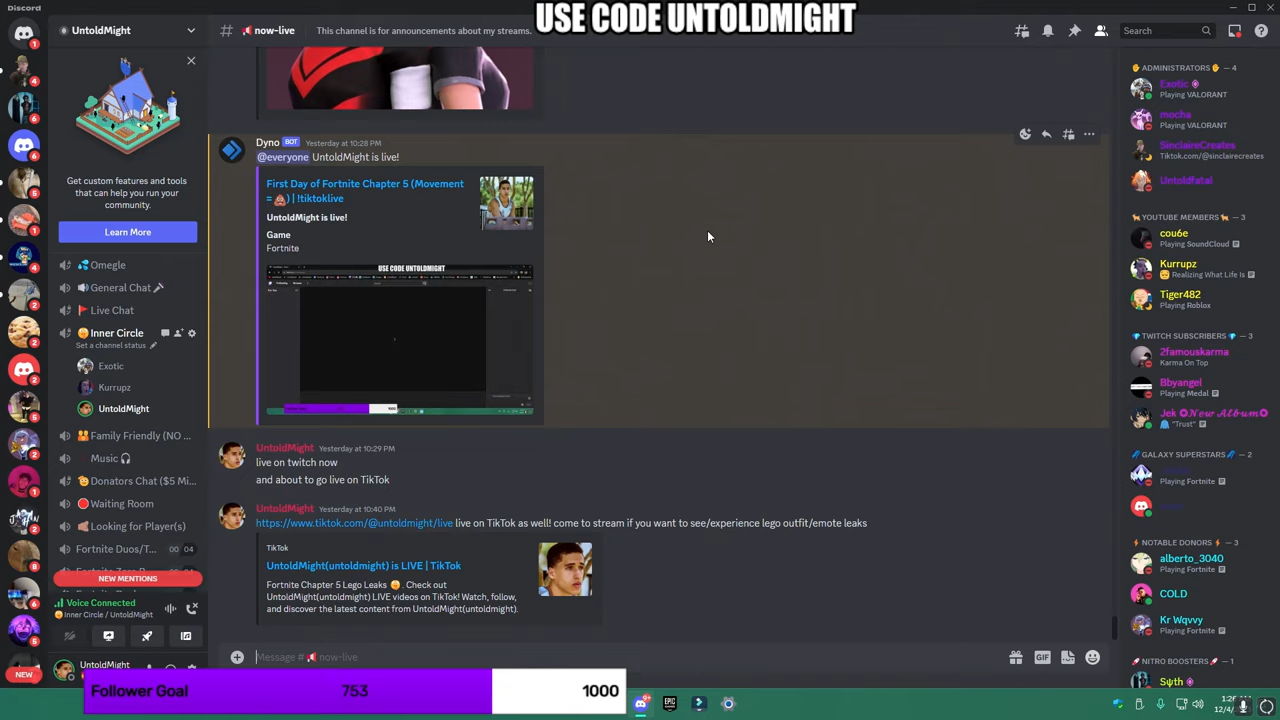 Discord
USE CODE UNTOLDMIGHT
UntoldMight
# now-live
This channel is for announcements about my streams.
Search
Get custom features and
tools that can help you run your
community.
Learn More
Omegle
General Chat
Live Chat
Inner Circle
Set a channel status
Exotic
Kurrupz
UntoldMight
Family Friendly (NO ...
Music
Donators Chat ($5 Mi...
Waiting Room
Looking for Player(s)
Fortnite Duos/T...
00 04
NEW MENTIONS
Voice Connected
Inner Circle / UntoldMight
UntoldMight
NEW
Dyno BOT Yesterday at 10:28 PM
@everyone UntoldMight is live!
First Day of Fortnite Chapter 5 (Movement
= 💩) | !tiktoklive
UntoldMight is live!
Game
Fortnite
USE CODE UNTOLDMIGHT
UntoldMight Yesterday at 10:29 PM
live on twitch now
and about to go live on TikTok
UntoldMight Yesterday at 10:40 PM
https://www.tiktok.com/@untoldmight/live live on TikTok as well! come to stream if you want to see/experience lego outfit/emote leaks
TikTok
UntoldMight(untoldmight) is LIVE | TikTok
Fortnite Chapter 5 Lego Leaks 😏. Check out
UntoldMight(untoldmight) LIVE videos on TikTok! Watch, follow,
and discover the latest content from UntoldMight(untoldmight).
Message # now-live
GIF
ADMINISTRATORS — 4
Exotic
Playing VALORANT
mocha
Playing VALORANT
SinclaireCreates
Tiktok.com/@sinclairecreates
Untoldfatal
YOUTUBE MEMBERS — 3
cou6e
Playing SoundCloud
Kurrupz
Realizing What Life Is
Tiger482
Playing Roblox
TWITCH SUBSCRIBERS — 3
2famouskarma
Karma On Top
Bbyangel
Playing Medal
Jek ✪New Album✪
"Trust"
GALAXY SUPERSTARS — 2
Playing Fortnite
NOTABLE DONORS — 3
alberto_3040
Playing Fortnite
COLD
Kr Wqvvy
Playing Fortnite
NITRO BOOSTERS — 1
Syth
Follower Goal
753
1000